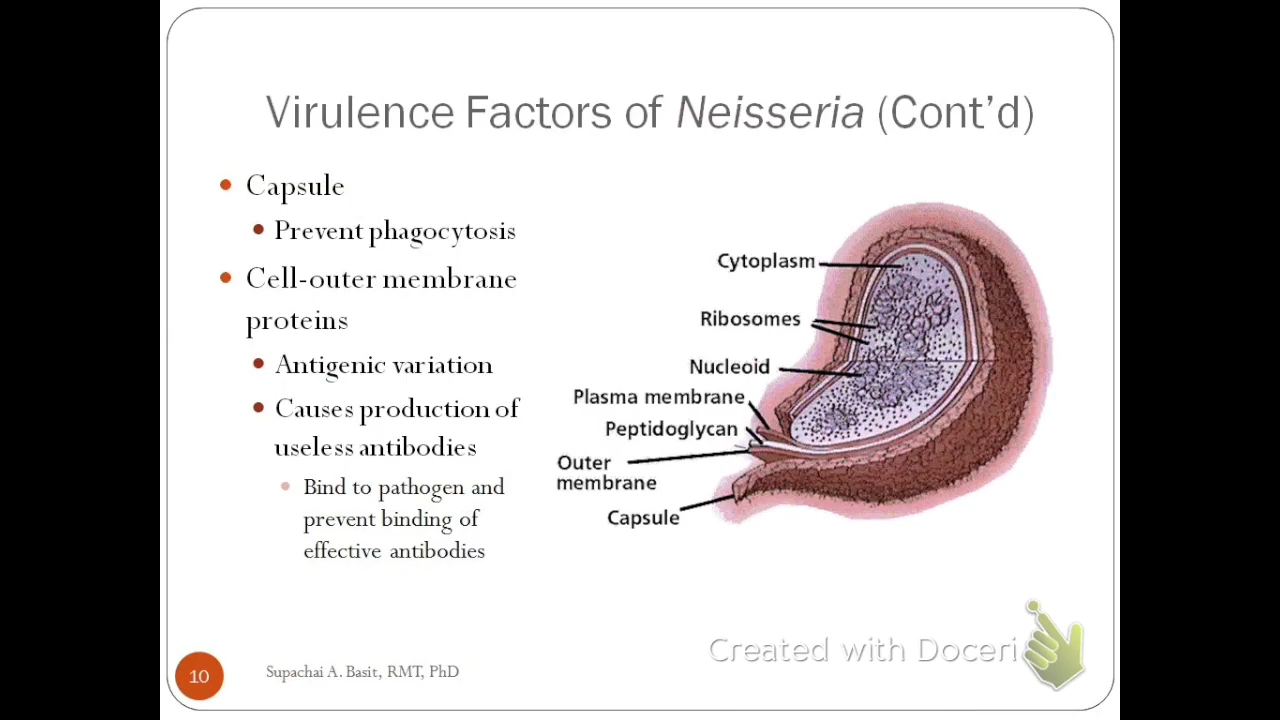 Virulence Factors of Neisseria (Cont'd)
Capsule
Prevent phagocytosis
Cell-outer membrane
proteins
Antigenic variation
Causes production of
useless antibodies
Bind to pathogen and
prevent binding of
effective antibodies
Cytoplasm
Ribosomes
Nucleoid
Plasma membrane
Peptidoglycan
Outer
membrane
Capsule
Created with Doceri
10
Supachai A. Basit, RMT, PhD